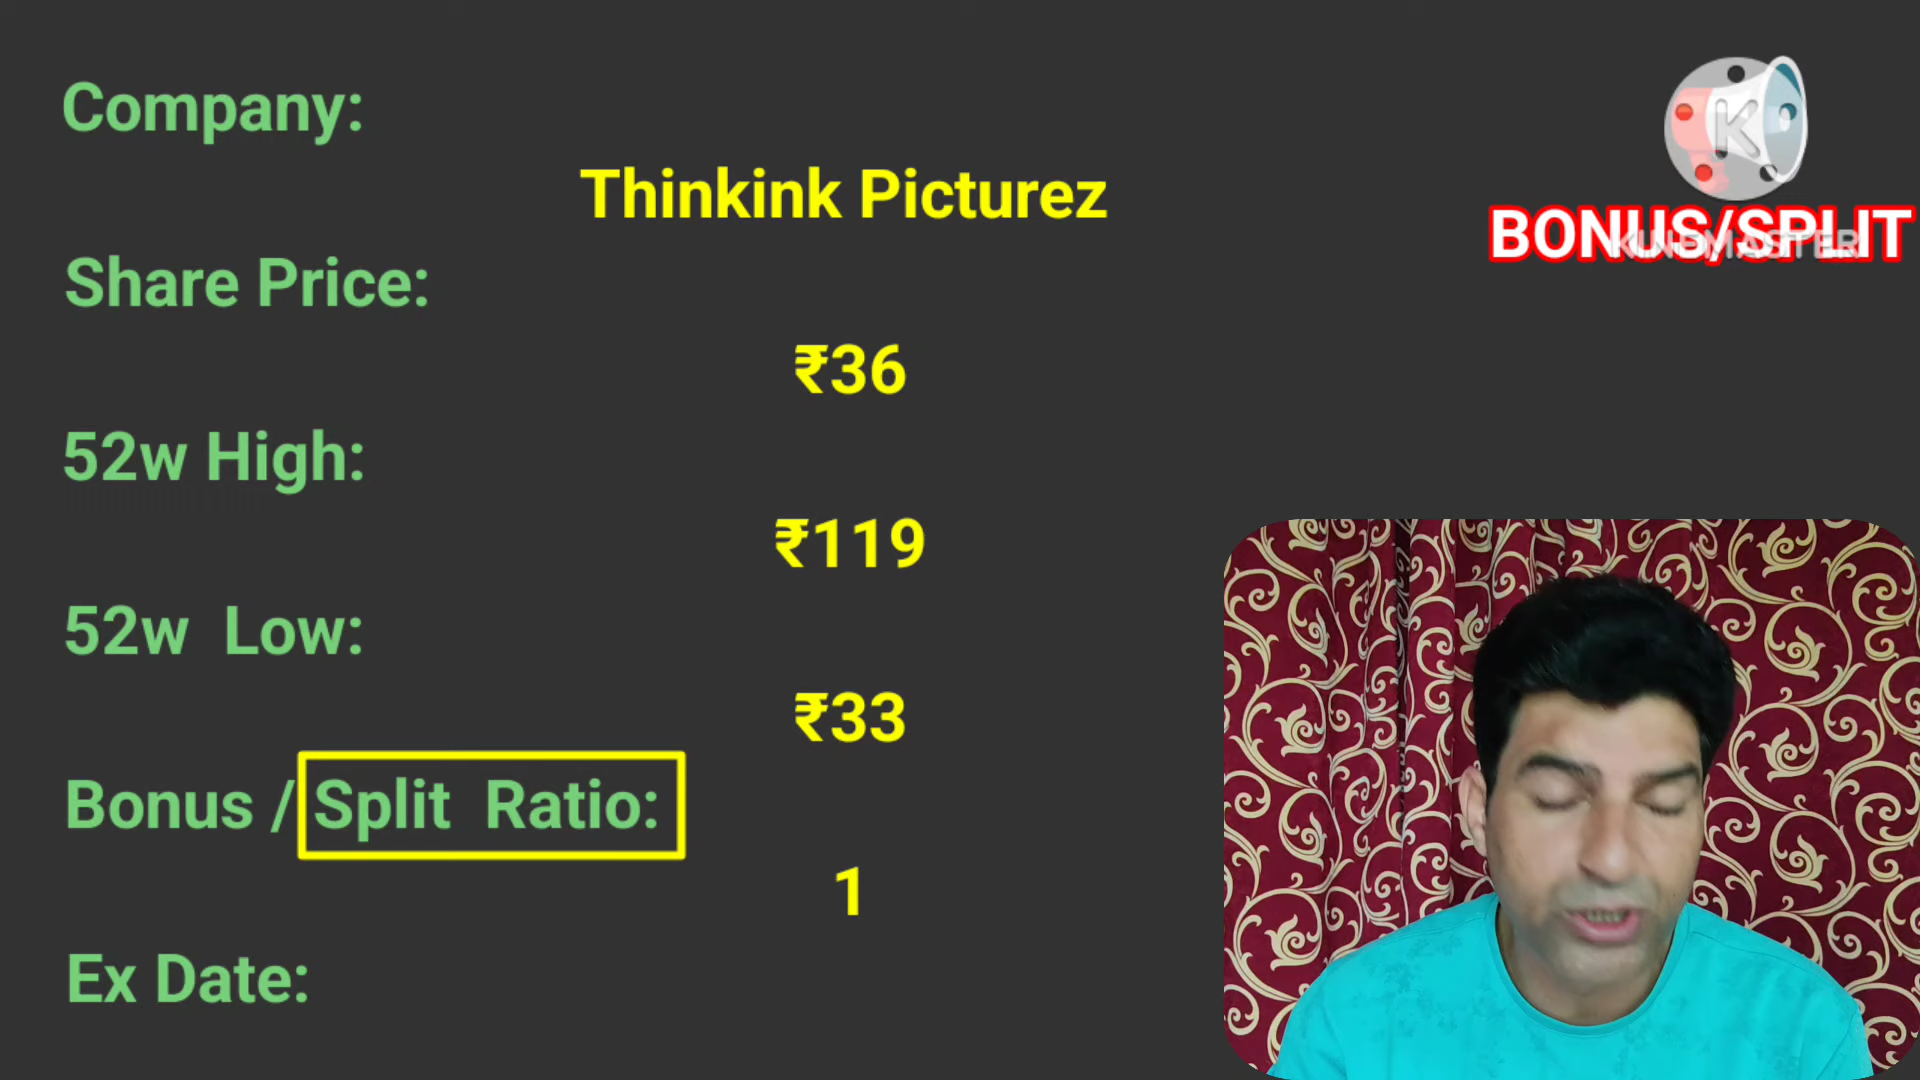 Company:
Thinkink Picturez
Share Price:
₹36
52w High:
₹119
52w Low:
₹33
Bonus / Split Ratio:
1
Ex Date:
K
BONUS/SPLIT
KINEMASTER